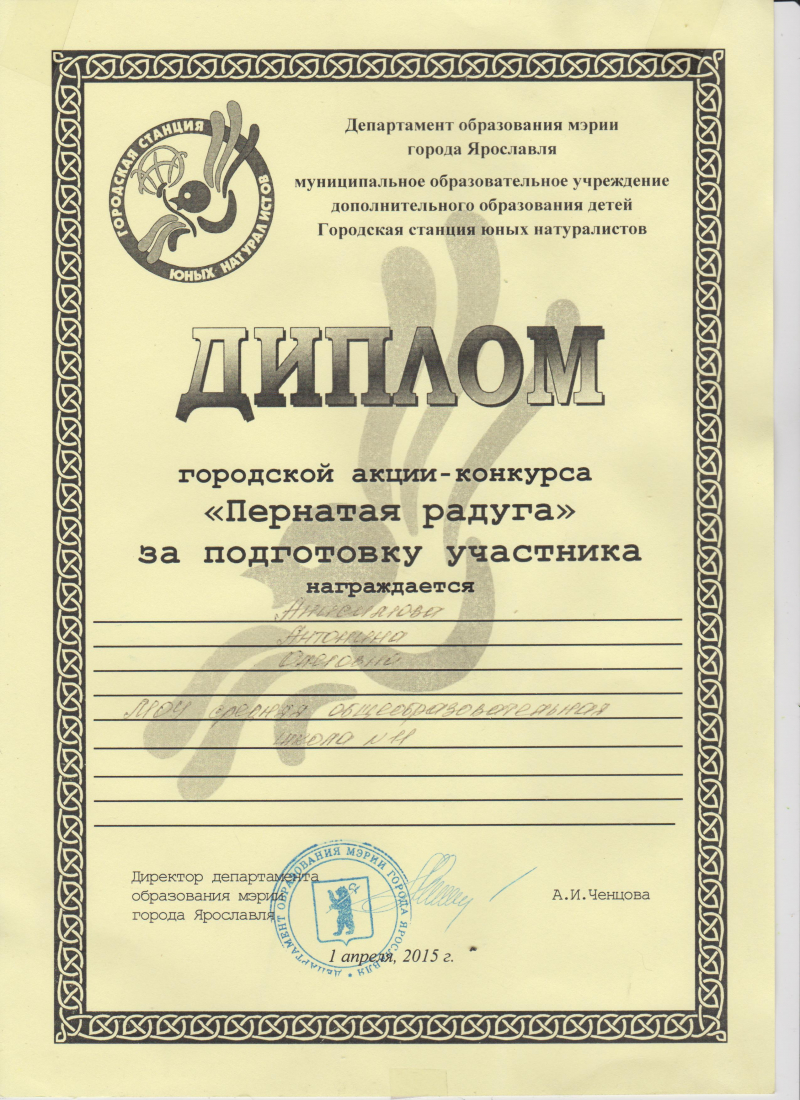 ГОРОДСКАЯ СТАНЦИЯ
ЮНЫХ НАТУРАЛИСТОВ
Департамент образования мэрии
города Ярославля
муниципальное образовательное учреждение
дополнительного образования детей
Городская станция юных натуралистов
ДИПЛОМ
городской акции-конкурса
«Пернатая радуга»
за подготовку участника
награждается
Антонина
Олеговна
МОУ средняя общеобразовательная
школа № 11
Директор департамента
образования мэрии
города Ярославля
А.И.Ченцова
ДЕПАРТАМЕНТ ОБРАЗОВАНИЯ МЭРИИ ГОРОДА ЯРОСЛАВЛЯ
1 апреля, 2015 г.